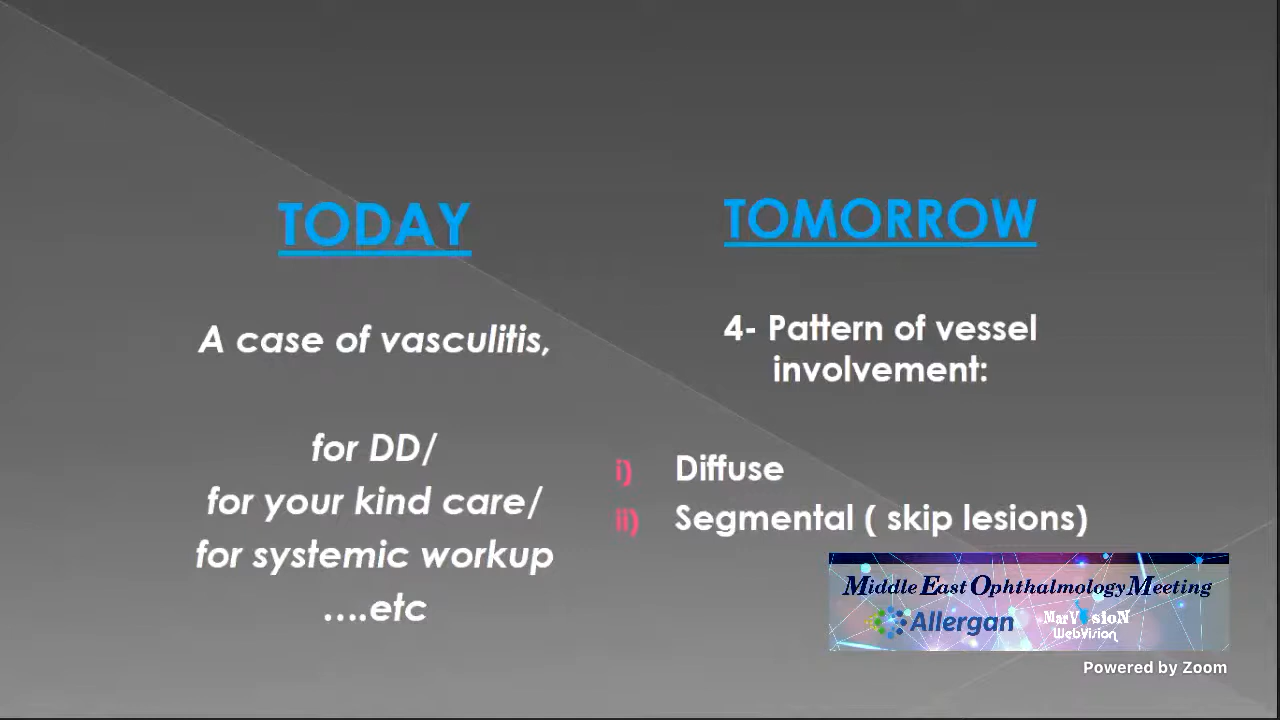 TODAY
A case of vasculitis,
for DD/
for your kind care/
for systemic workup
....etc
TOMORROW
4- Pattern of vessel
involvement:
i) Diffuse
ii) Segmental ( skip lesions)
Middle East Ophthalmology Meeting
Allergan
MarVisioN
WebVision
Powered by Zoom